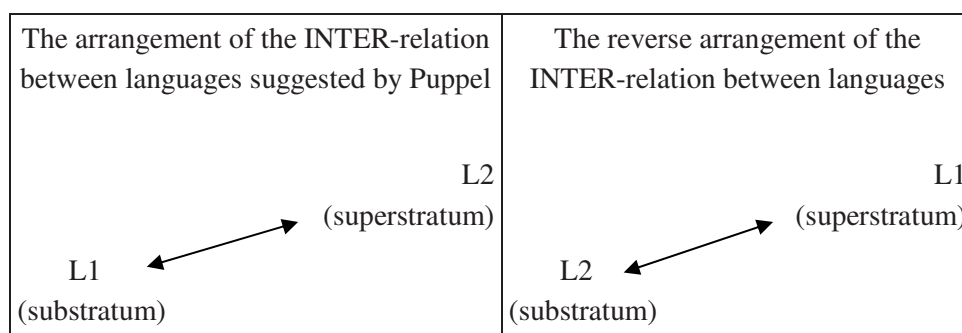 The arrangement of the INTER-relation
between languages suggested by Puppel
L2
(superstratum)
L1
(substratum)
The reverse arrangement of the
INTER-relation between languages
L1
(superstratum)
L2
(substratum)